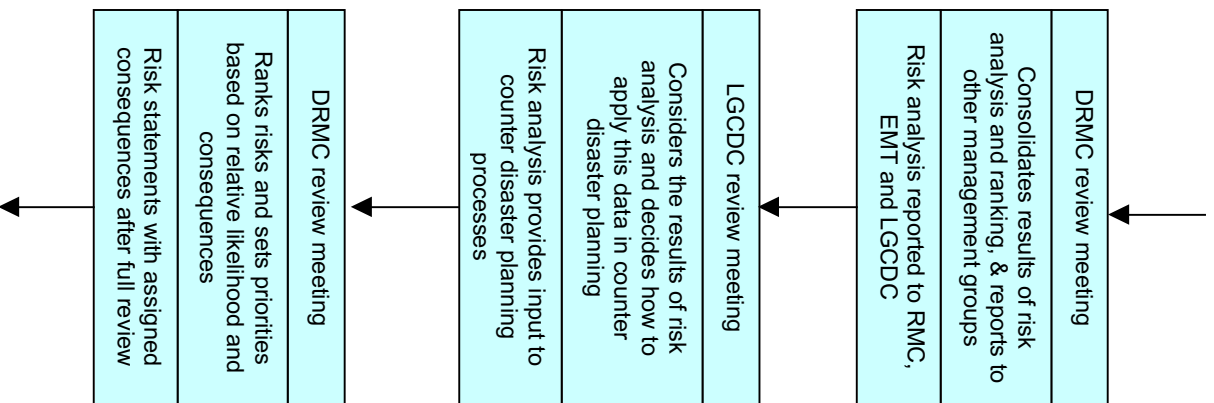 DRMC review meeting
Consolidates results of risk
analysis and ranking, & reports to
other management groups
Risk analysis reported to RMC,
EMT and LGCDC
LGCDC review meeting
Considers the results of risk
analysis and decides how to
apply this data in counter
disaster planning
Risk analysis provides input to
counter disaster planning
processes
DRMC review meeting
Ranks risks and sets priorities
based on relative likelihood and
consequences
Risk statements with assigned
consequences after full review